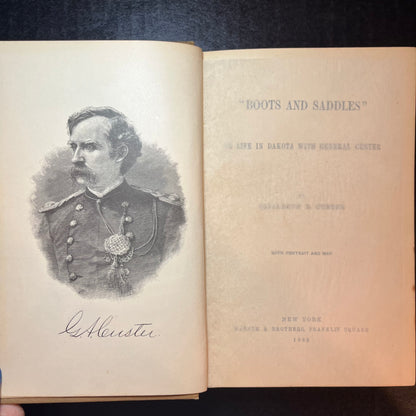 G A Custer.
"BOOTS AND SADDLES"
LIFE IN DAKOTA WITH GENERAL CUSTER
BY
ELIZABETH B. CUSTER
WITH PORTRAIT AND MAP
NEW YORK
HARPER & BROTHERS, FRANKLIN SQUARE